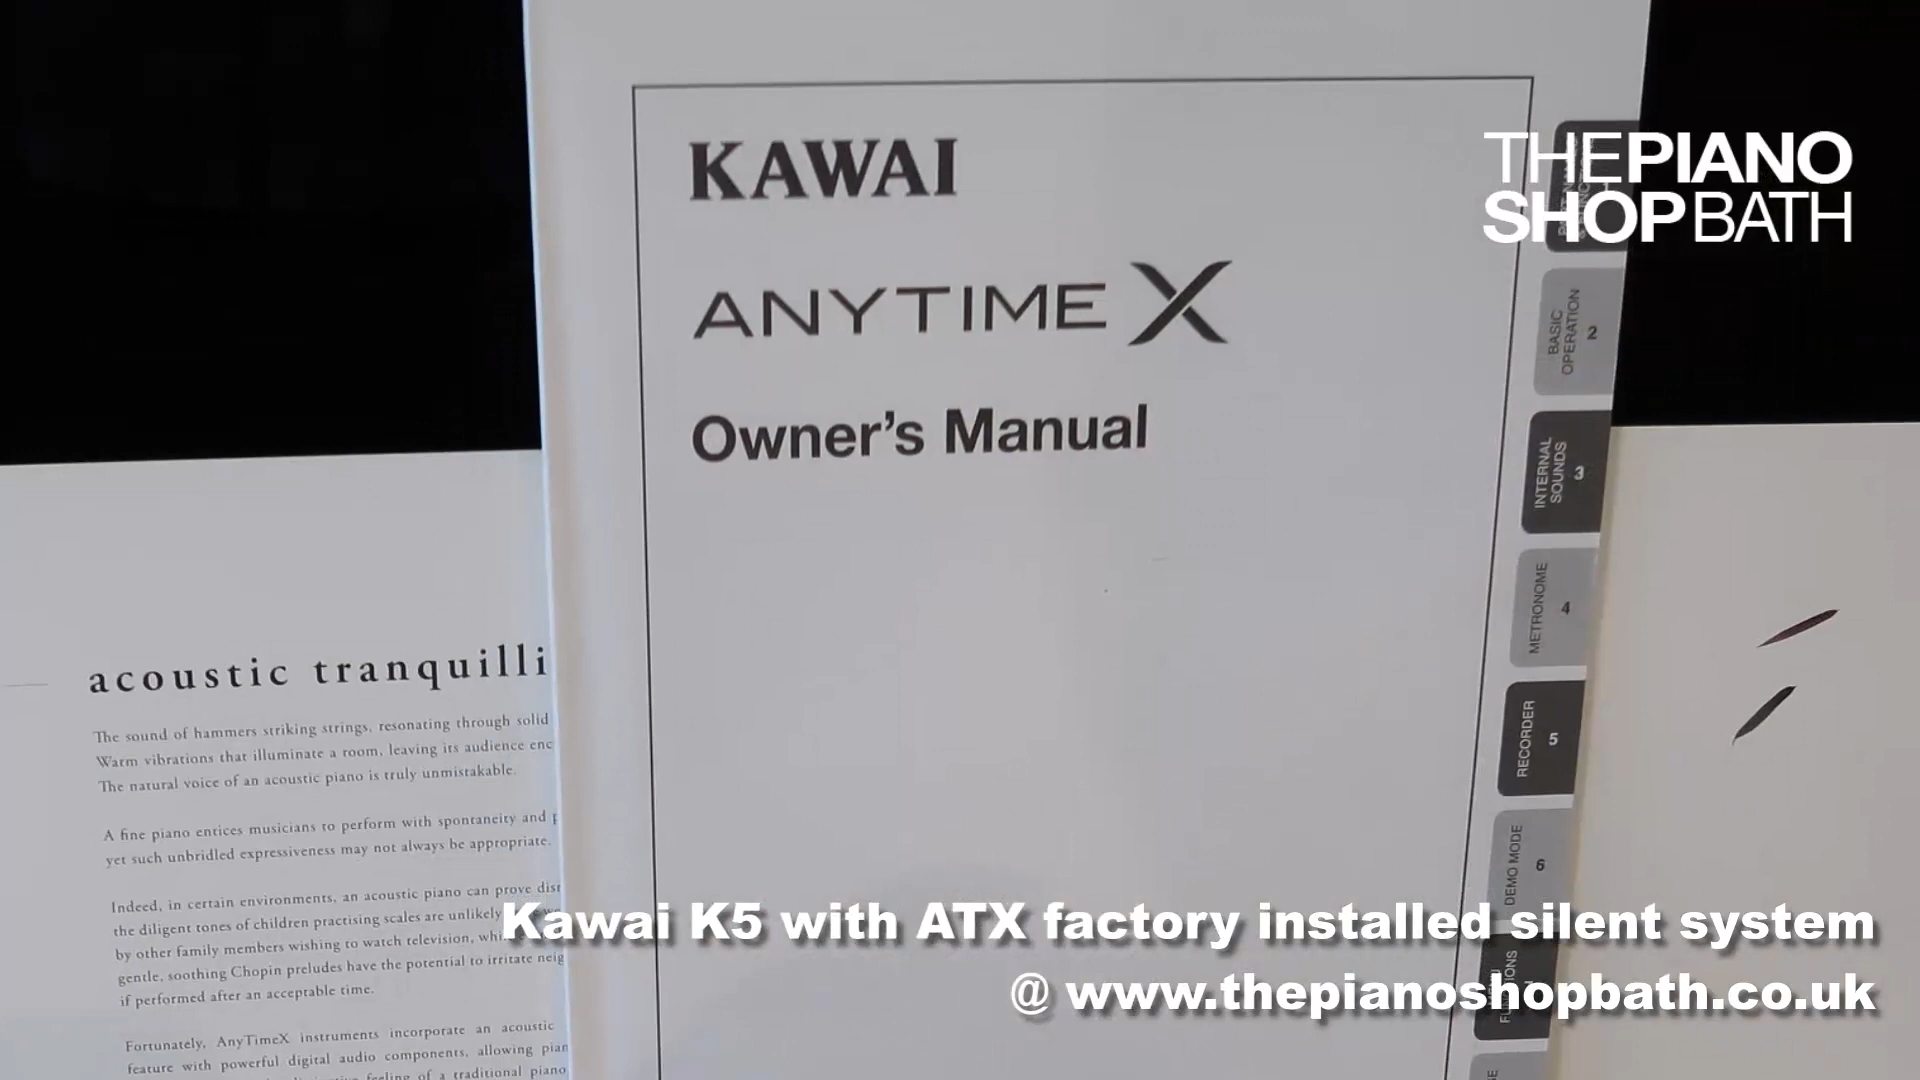 KAWAI
ANYTIME X
Owner's Manual
THEPIANO
SHOPBATH
BASIC
OPERATION
2
INTERNAL
SOUNDS
3
METRONOME
4
RECORDER
5
DEMO MODE
6
FUNCTIONS
acoustic tranquilli
The sound of hammers striking strings, resonating through solid
Warm vibrations that illuminate a room, leaving its audience enc
The natural voice of an acoustic piano is truly unmistakable.
A fine piano entices musicians to perform with spontaneity and p
yet such unbridled expressiveness may not always be appropriate.
Indeed, in certain environments, an acoustic piano can prove
the diligent tones of children practising scales are unlikely
by other family members wishing to watch television,
gentle, soothing Chopin preludes have the potential to irritate neig
if performed after an acceptable time.
Fortunately, AnyTimeX instruments incorporate an acoustic
feature with powerful digital audio components, allowing pian
feeling of a traditional piano
Kawai K5 with ATX factory installed silent system
@ www.thepianoshopbath.co.uk